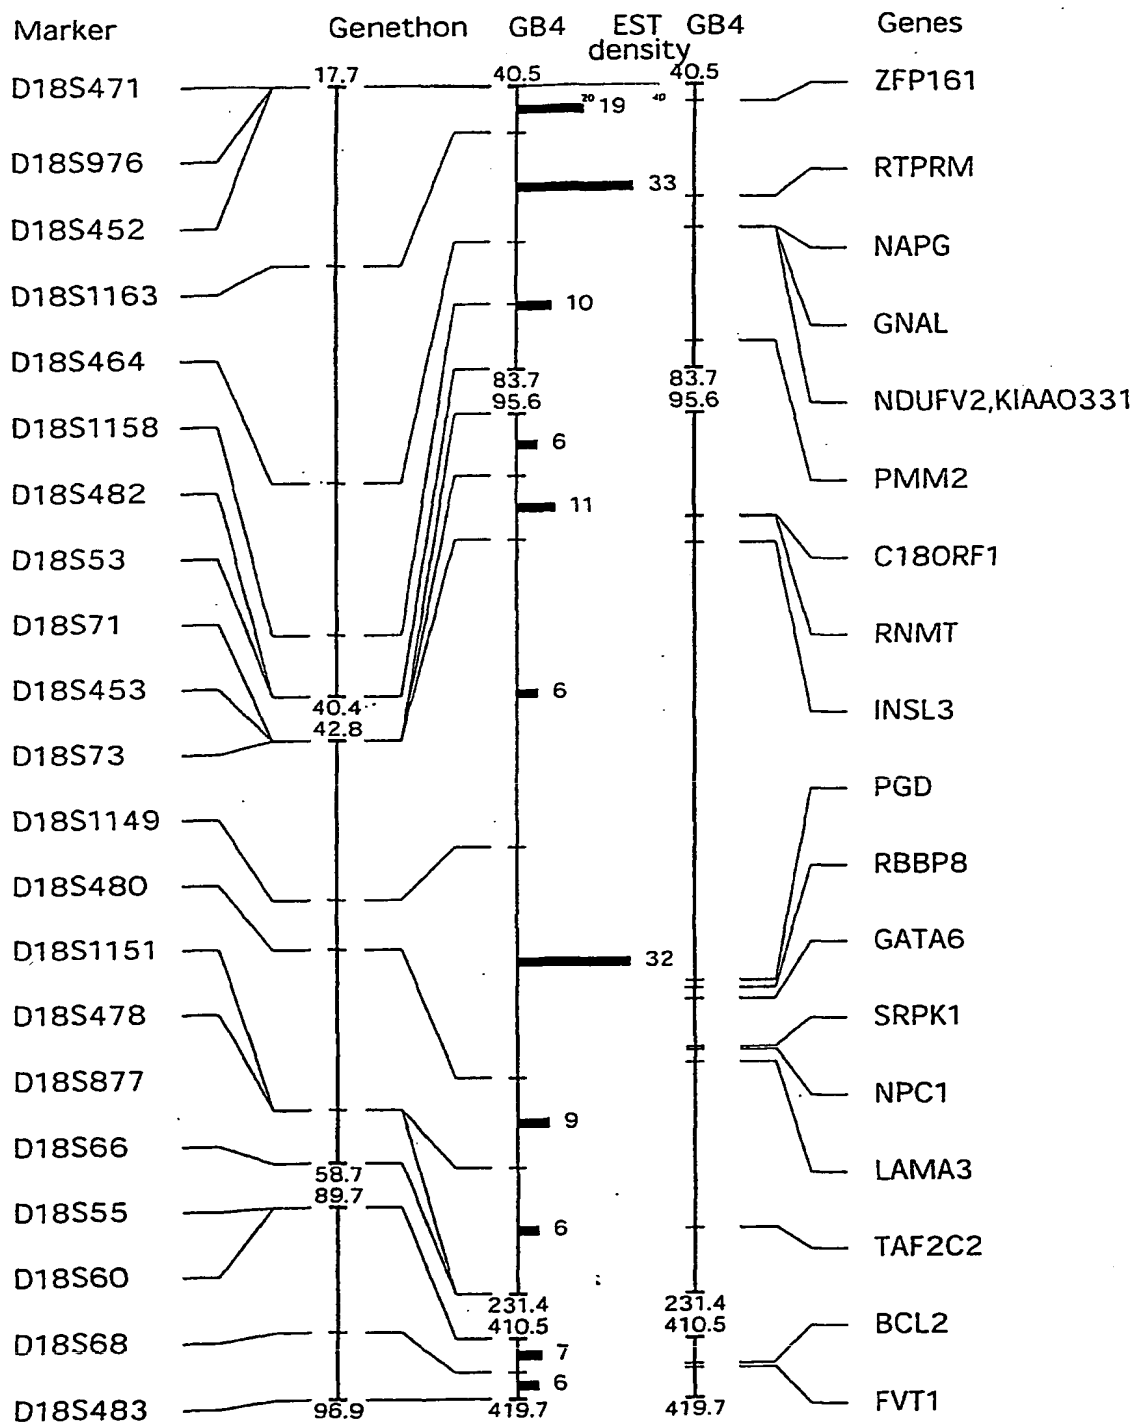 Marker Genethon GB4 EST density GB4 Genes
D18S471
D18S976
D18S452
D18S1163
D18S464
D18S1158
D18S482
D18S53
D18S71
D18S453
D18S73
D18S1149
D18S480
D18S1151
D18S478
D18S877
D18S66
D18S55
D18S60
D18S68
D18S483
17.7
40.4
42.8
58.7
89.7
96.9
40.5
83.7
95.6
231.4
410.5
419.7
20 40
19
33
10
6
11
6
32
9
6
7
6
40.5
83.7
95.6
231.4
410.5
419.7
ZFP161
RTPRM
NAPG
GNAL
NDUFV2,KIAAO331
PMM2
C18ORF1
RNMT
INSL3
PGD
RBBP8
GATA6
SRPK1
NPC1
LAMA3
TAF2C2
BCL2
FVT1